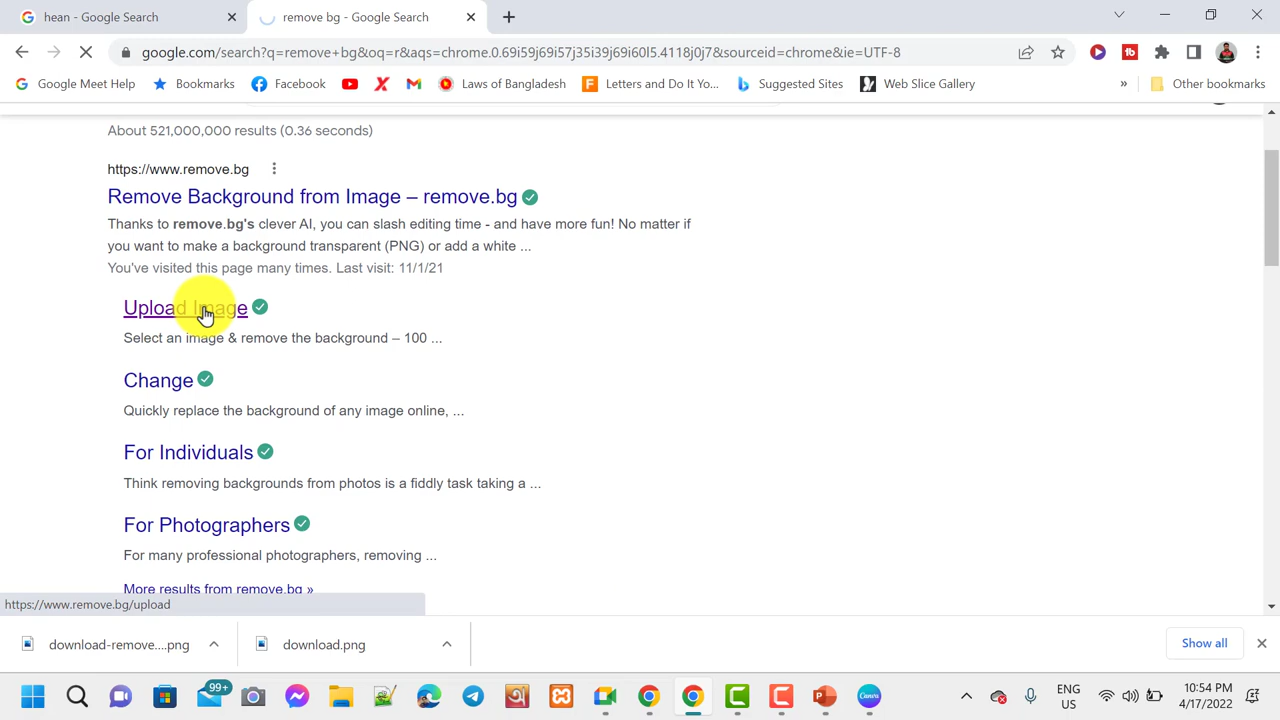 hean - Google Search
remove bg - Google Search
google.com/search?q=remove+bg&oq=r&aqs=chrome.0.69i59j69i57j35i39j69i60l5.4118j0j7&sourceid=chrome&ie=UTF-8
Google Meet Help
Bookmarks
Facebook
Laws of Bangladesh
Letters and Do It Yo...
Suggested Sites
Web Slice Gallery
»
Other bookmarks
About 521,000,000 results (0.36 seconds)
https://www.remove.bg
Remove Background from Image – remove.bg
Thanks to remove.bg's clever AI, you can slash editing time - and have more fun! No matter if
you want to make a background transparent (PNG) or add a white ...
You've visited this page many times. Last visit: 11/1/21
Upload Image
Select an image & remove the background – 100 ...
Change
Quickly replace the background of any image online, ...
For Individuals
Think removing backgrounds from photos is a fiddly task taking a ...
For Photographers
For many professional photographers, removing ...
More results from remove.bg »
https://www.remove.bg/upload
download-remove....png
download.png
Show all
99+
Canva
ENG
US
10:54 PM
4/17/2022